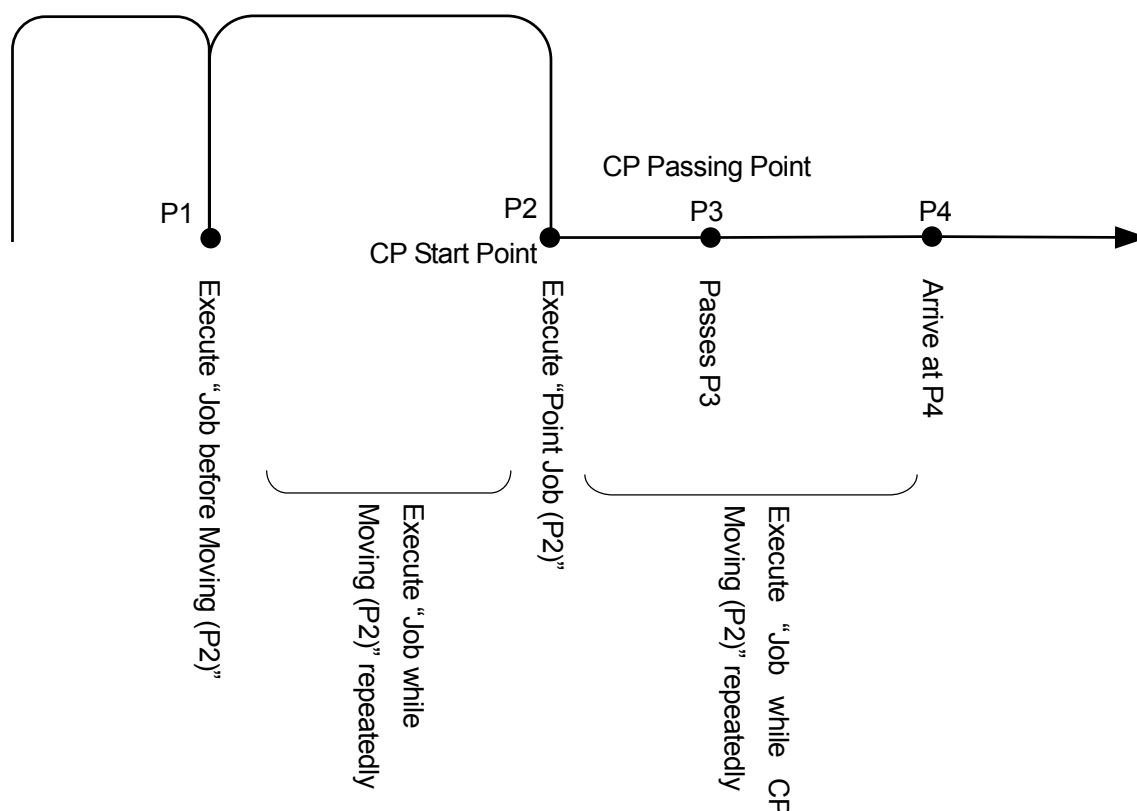 CP Passing Point
P1
P2
P3
P4
CP Start Point
Execute “Job before Moving (P2)”
Execute “Job while
Moving (P2)” repeatedly
Execute “Point Job (P2)”
Passes P3
Arrive at P4
Execute “Job while CP
Moving (P2)” repeatedly